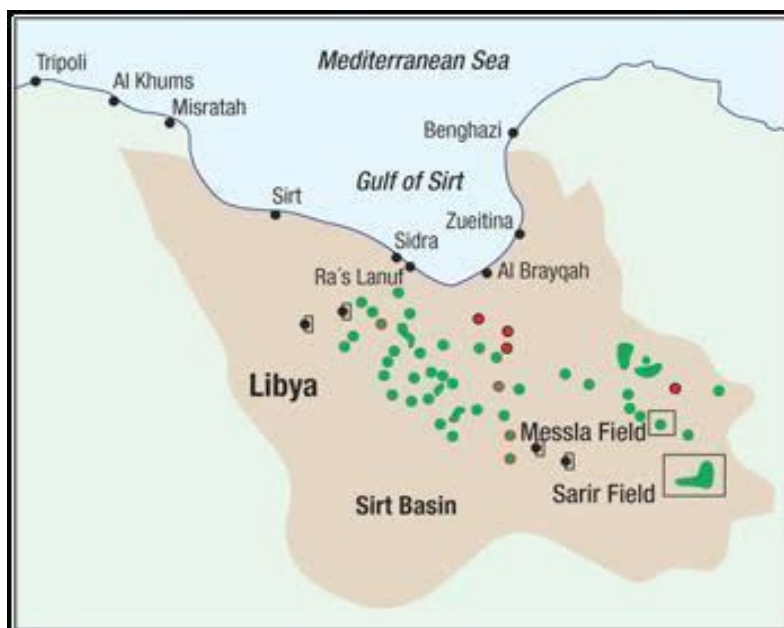 Mediterranean Sea
Tripoli
Al Khums
Misratah
Benghazi
Gulf of Sirt
Sirt
Zueitina
Sidra
Ra's Lanuf
Al Brayqah
Libya
Messla Field
Sarir Field
Sirt Basin